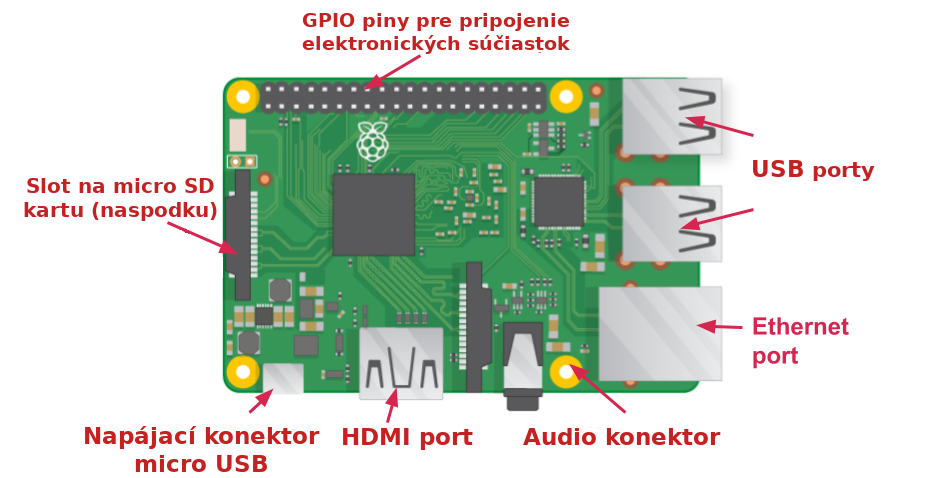 GPIO piny pre pripojenie
elektronických súčiastok
USB porty
Slot na micro SD
kartu (naspodku)
Ethernet
port
Napájací konektor
micro USB
HDMI port
Audio konektor